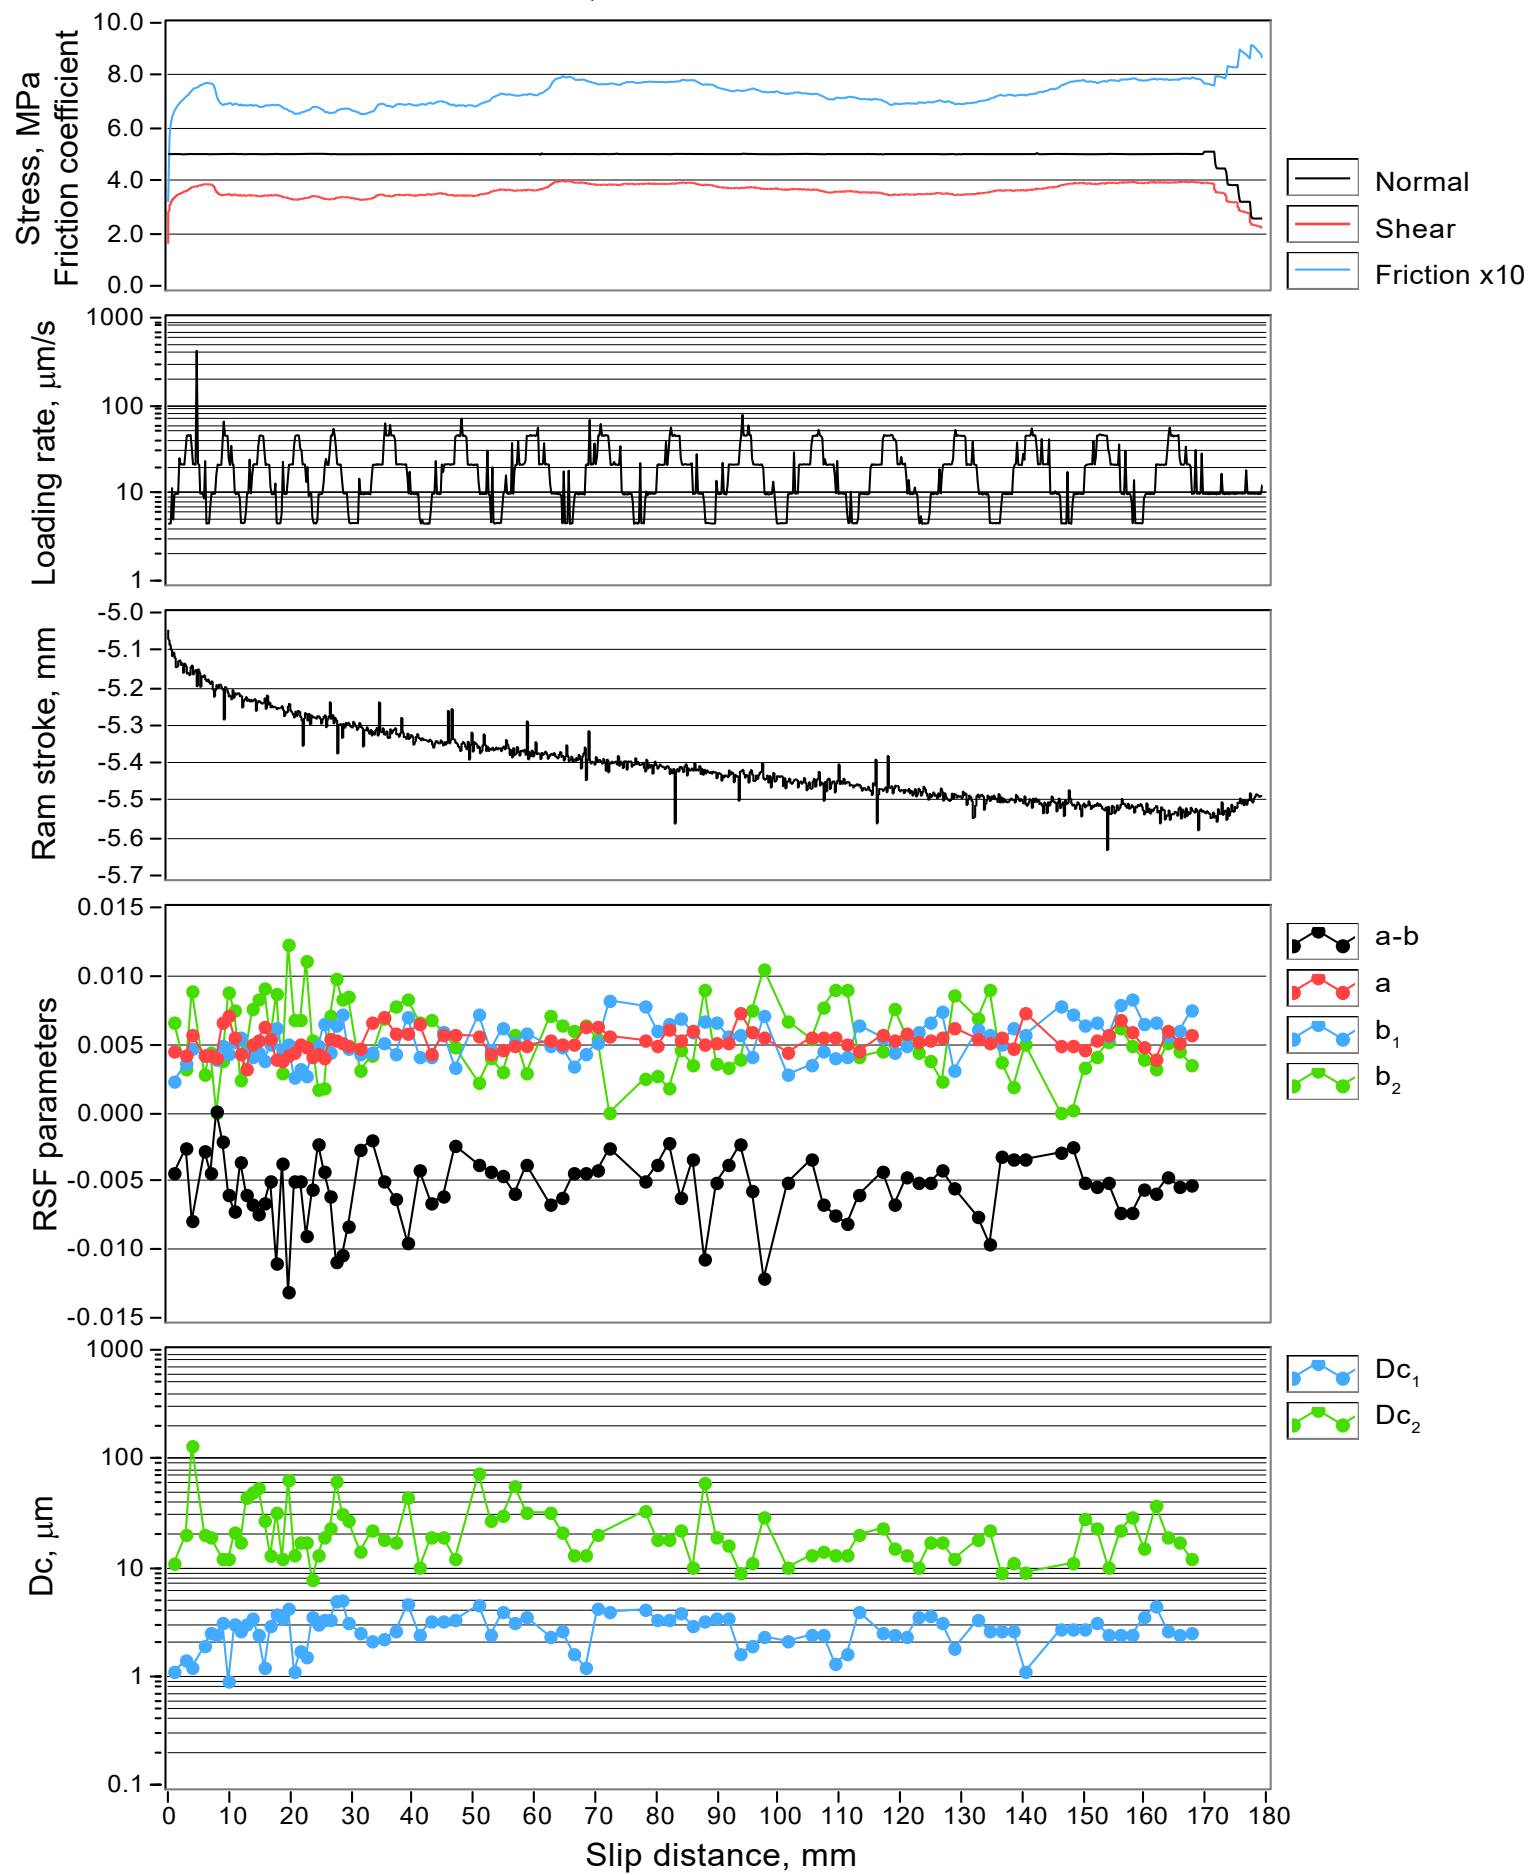 Stress, MPa
Friction coefficient
10.0
8.0
6.0
4.0
2.0
0.0
Normal
Shear
Friction x10
Loading rate, μm/s
1000
100
10
1
Ram stroke, mm
-5.0
-5.1
-5.2
-5.3
-5.4
-5.5
-5.6
-5.7
RSF parameters
0.015
0.010
0.005
0.000
-0.005
-0.010
-0.015
a-b
a
b₁
b₂
Dc, μm
1000
100
10
1
0.1
Dc₁
Dc₂
0 10 20 30 40 50 60 70 80 90 100 110 120 130 140 150 160 170 180
Slip distance, mm